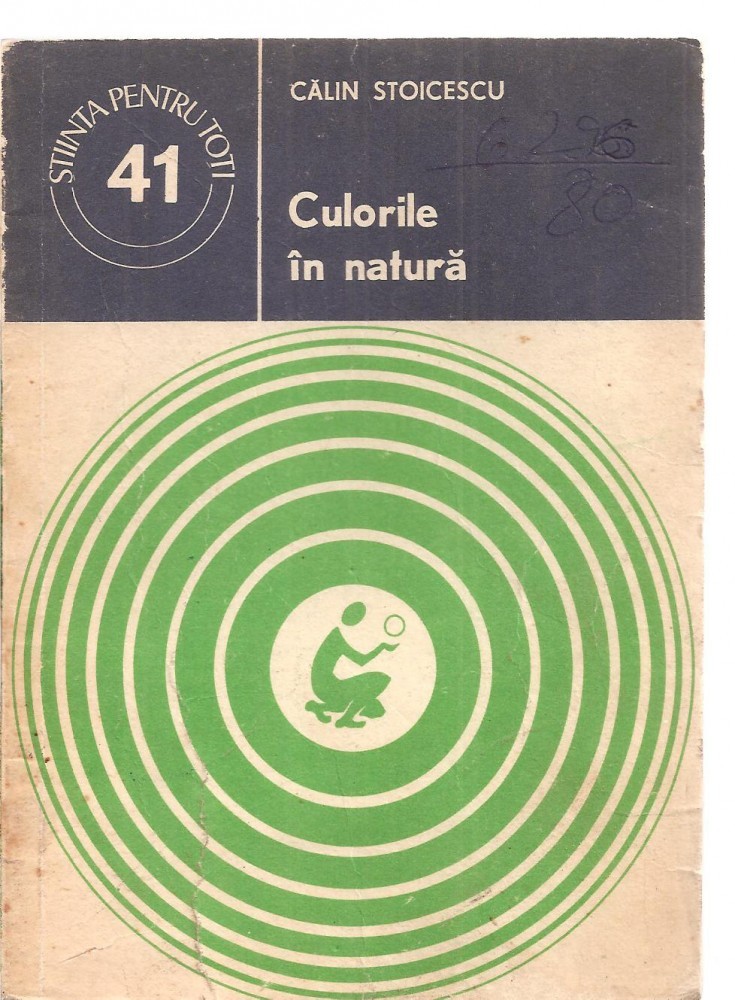 ȘTIINȚA PENTRU TOȚI
41
CĂLIN STOICESCU
Culorile
în natură
80